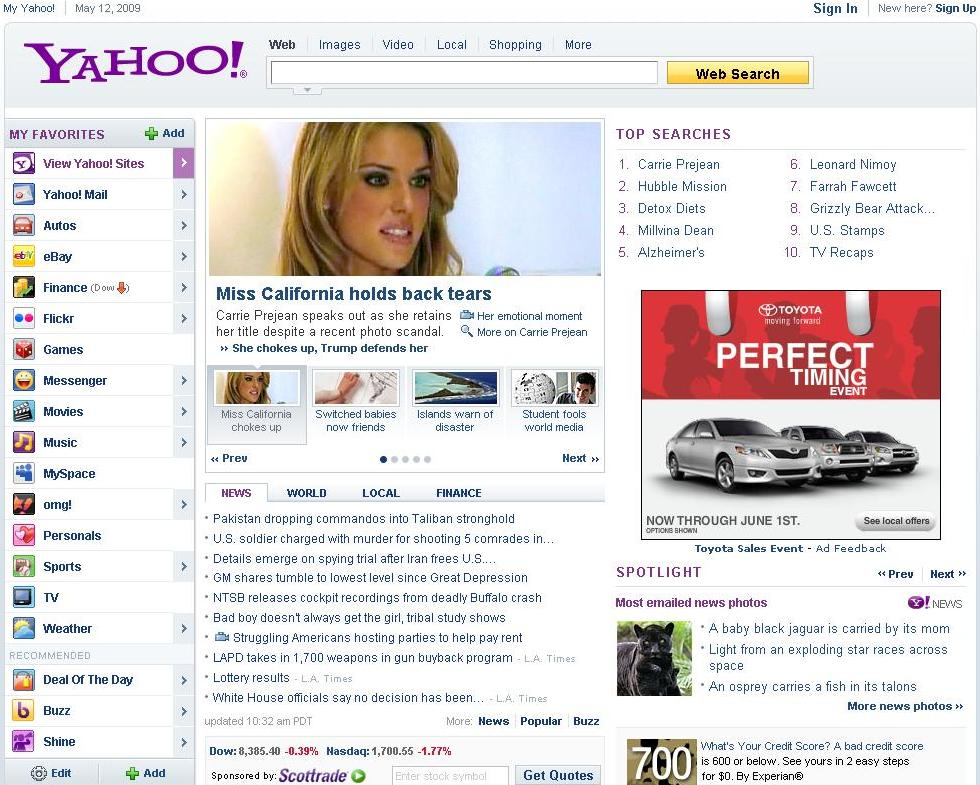 My Yahoo! May 12, 2009 Sign In New here? Sign Up
Web Images Video Local Shopping More
YAHOO!®
Web Search
MY FAVORITES Add
View Yahoo! Sites
Yahoo! Mail
Autos
eBay
Finance (Dow)
Flickr
Games
Messenger
Movies
Music
MySpace
omg!
Personals
Sports
TV
Weather
RECOMMENDED
Deal Of The Day
Buzz
Shine
Edit Add
Miss California holds back tears
Carrie Prejean speaks out as she retains
her title despite a recent photo scandal.
» She chokes up, Trump defends her
Her emotional moment
More on Carrie Prejean
Miss California
chokes up
Switched babies
now friends
Islands warn of
disaster
Student fools
world media
« Prev Next »
NEWS WORLD LOCAL FINANCE
• Pakistan dropping commandos into Taliban stronghold
• U.S. soldier charged with murder for shooting 5 comrades in...
• Details emerge on spying trial after Iran frees U.S....
• GM shares tumble to lowest level since Great Depression
• NTSB releases cockpit recordings from deadly Buffalo crash
• Bad boy doesn't always get the girl, tribal study shows
• Struggling Americans hosting parties to help pay rent
• LAPD takes in 1,700 weapons in gun buyback program - L.A. Times
• Lottery results - L.A. Times
• White House officials say no decision has been... - L.A. Times
updated 10:32 am PDT More: News Popular Buzz
Dow: 8,385.40 -0.39% Nasdaq: 1,700.55 -1.77%
Sponsored by: Scottrade Enter stock symbol Get Quotes
TOP SEARCHES
1. Carrie Prejean
2. Hubble Mission
3. Detox Diets
4. Millvina Dean
5. Alzheimer's
6. Leonard Nimoy
7. Farrah Fawcett
8. Grizzly Bear Attack...
9. U.S. Stamps
10. TV Recaps
TOYOTA
moving forward
PERFECT
TIMING
EVENT
NOW THROUGH JUNE 1ST.
OPTIONS SHOWN
See local offers
Toyota Sales Event - Ad Feedback
SPOTLIGHT « Prev Next »
Most emailed news photos Y! NEWS
• A baby black jaguar is carried by its mom
• Light from an exploding star races across
space
• An osprey carries a fish in its talons
More news photos »
700
What's Your Credit Score? A bad credit score
is 600 or below. See yours in 2 easy steps
for $0. By Experian®